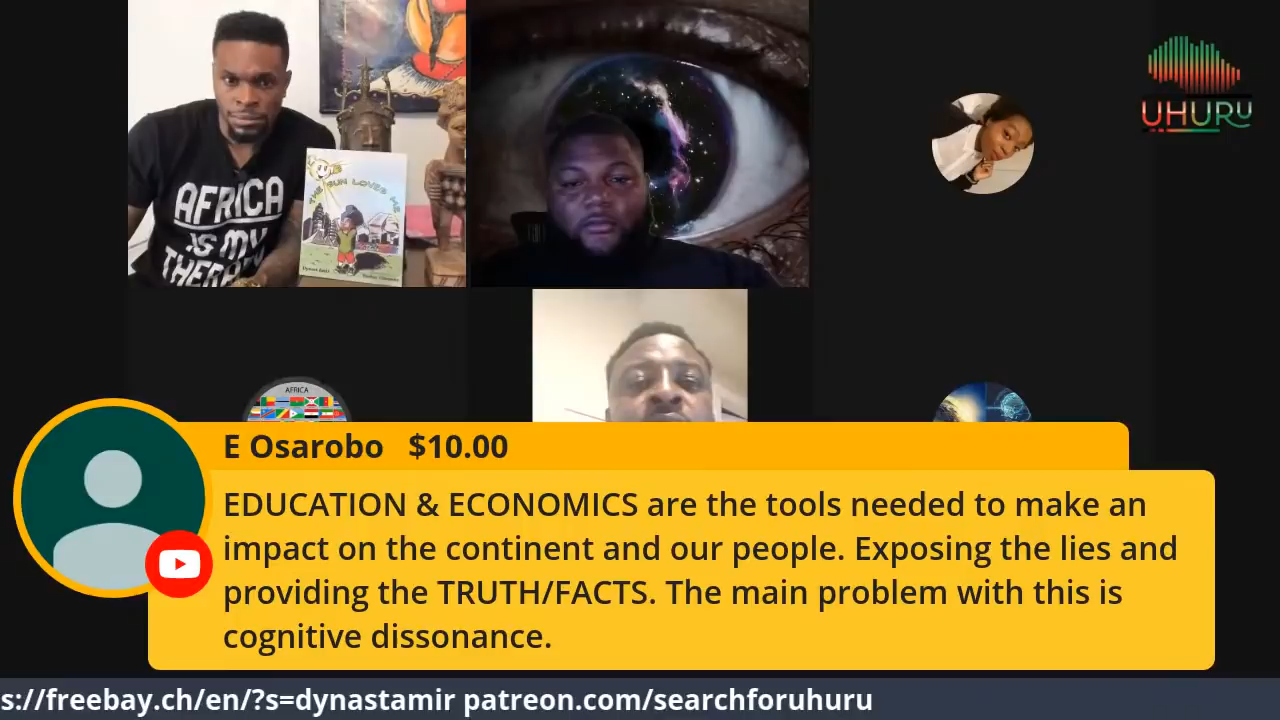 AFRICA
IS MY
THE SUN LOVES ME
UHURU
AFRICA
E Osarobo $10.00
EDUCATION & ECONOMICS are the tools needed to make an
impact on the continent and our people. Exposing the lies and
providing the TRUTH/FACTS. The main problem with this is
cognitive dissonance.
s://freebay.ch/en/?s=dynastamir patreon.com/searchforuhuru